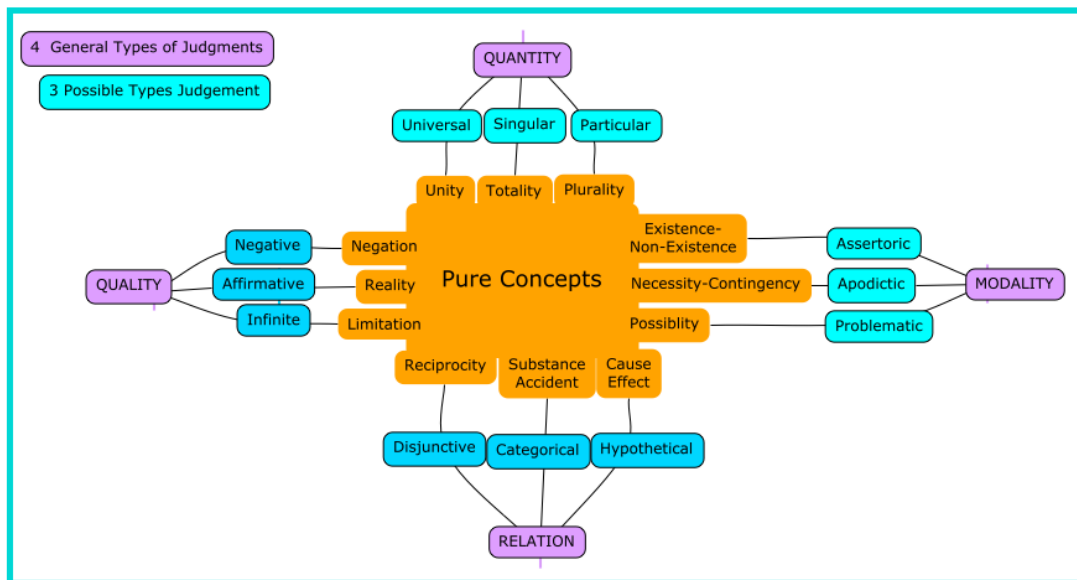 4  General Types of Judgments
3 Possible Types Judgement
QUANTITY
Universal
Singular
Particular
Unity
Totality
Plurality
Existence-
Non-Existence
Assertoric
Negative
Negation
QUALITY
Affirmative
Reality
Pure Concepts
Necessity-Contingency
Apodictic
MODALITY
Infinite
Limitation
Possiblity
Problematic
Reciprocity
Substance
Accident
Cause
Effect
Disjunctive
Categorical
Hypothetical
RELATION